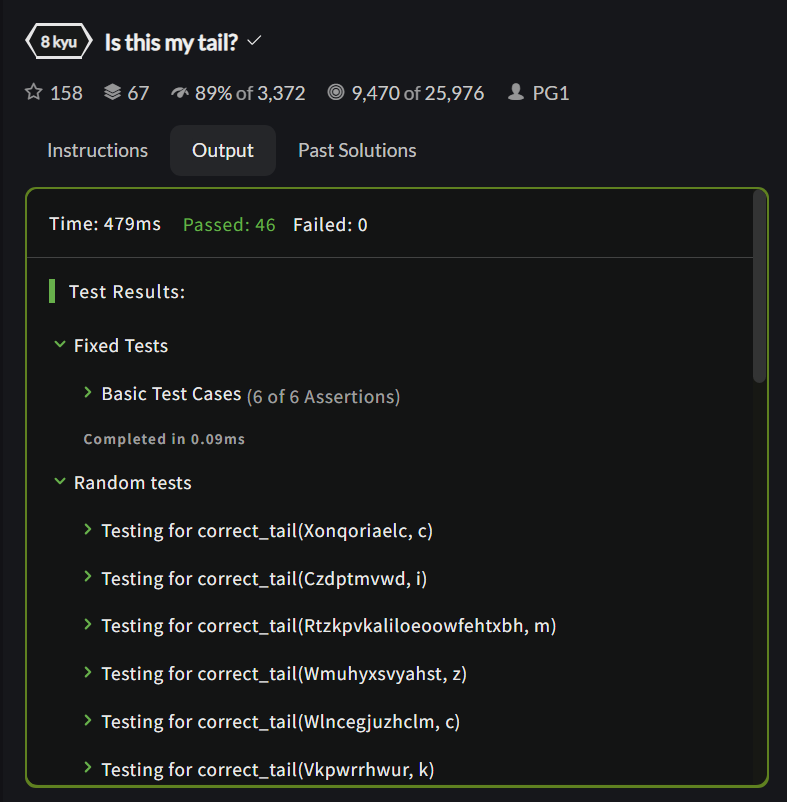 8 kyu Is this my tail?
158 67 89% of 3,372 9,470 of 25,976 PG1
Instructions Output Past Solutions
Time: 479ms Passed: 46 Failed: 0
Test Results:
Fixed Tests
Basic Test Cases (6 of 6 Assertions)
Completed in 0.09ms
Random tests
Testing for correct_tail(Xonqoriaelc, c)
Testing for correct_tail(Czdptmvwd, i)
Testing for correct_tail(Rtzkpvkaliloeoowfehtxbh, m)
Testing for correct_tail(Wmuhyxsvyahst, z)
Testing for correct_tail(Wlncegjuzhclm, c)
Testing for correct_tail(Vkpwrrhwur, k)